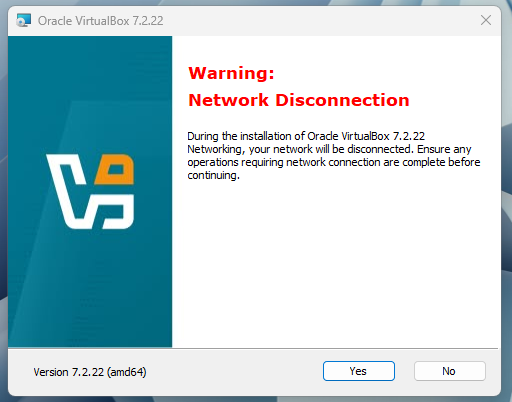 Oracle VirtualBox 7.2.22
Warning:
Network Disconnection
During the installation of Oracle VirtualBox 7.2.22
Networking, your network will be disconnected. Ensure any
operations requiring network connection are complete before
continuing.
Version 7.2.22 (amd64)
Yes
No